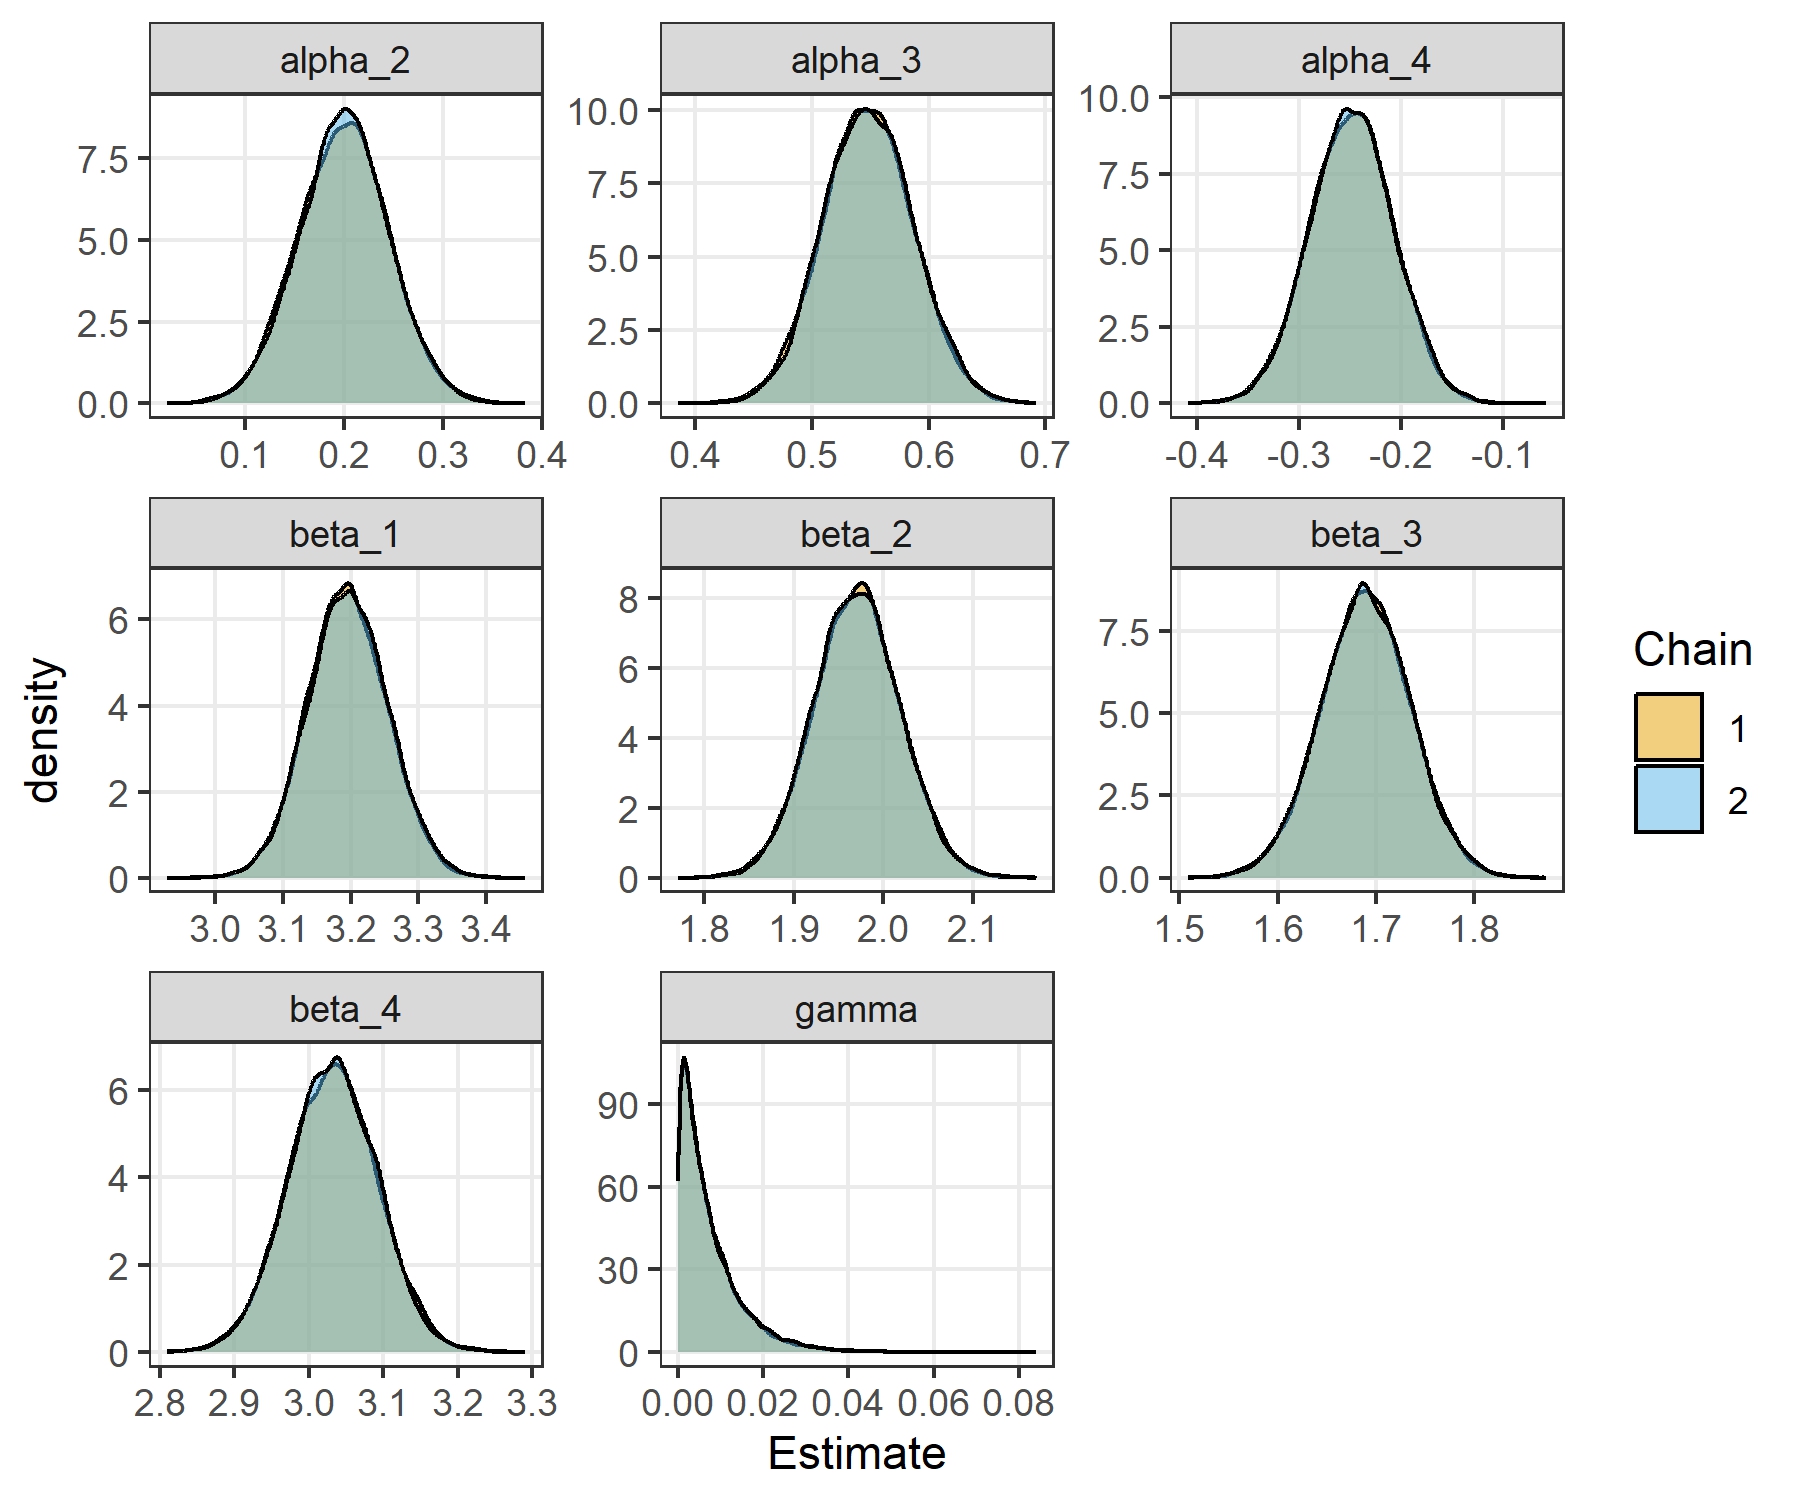 alpha_2 alpha_3 alpha_4
10.0 10.0
7.5 7.5 7.5
5.0 5.0 5.0
2.5 2.5 2.5
0.0 0.0 0.0
0.1 0.2 0.3 0.4 0.4 0.5 0.6 0.7 -0.4 -0.3 -0.2 -0.1
beta_1 beta_2 beta_3
8
6 6 7.5
4 4 5.0
2 2 2.5
0 0 0.0
3.0 3.1 3.2 3.3 3.4 1.8 1.9 2.0 2.1 1.5 1.6 1.7 1.8
beta_4 gamma
6 90
4 60
2 30
0 0
2.8 2.9 3.0 3.1 3.2 3.3 0.00 0.02 0.04 0.06 0.08
Estimate
density
Chain
1
2